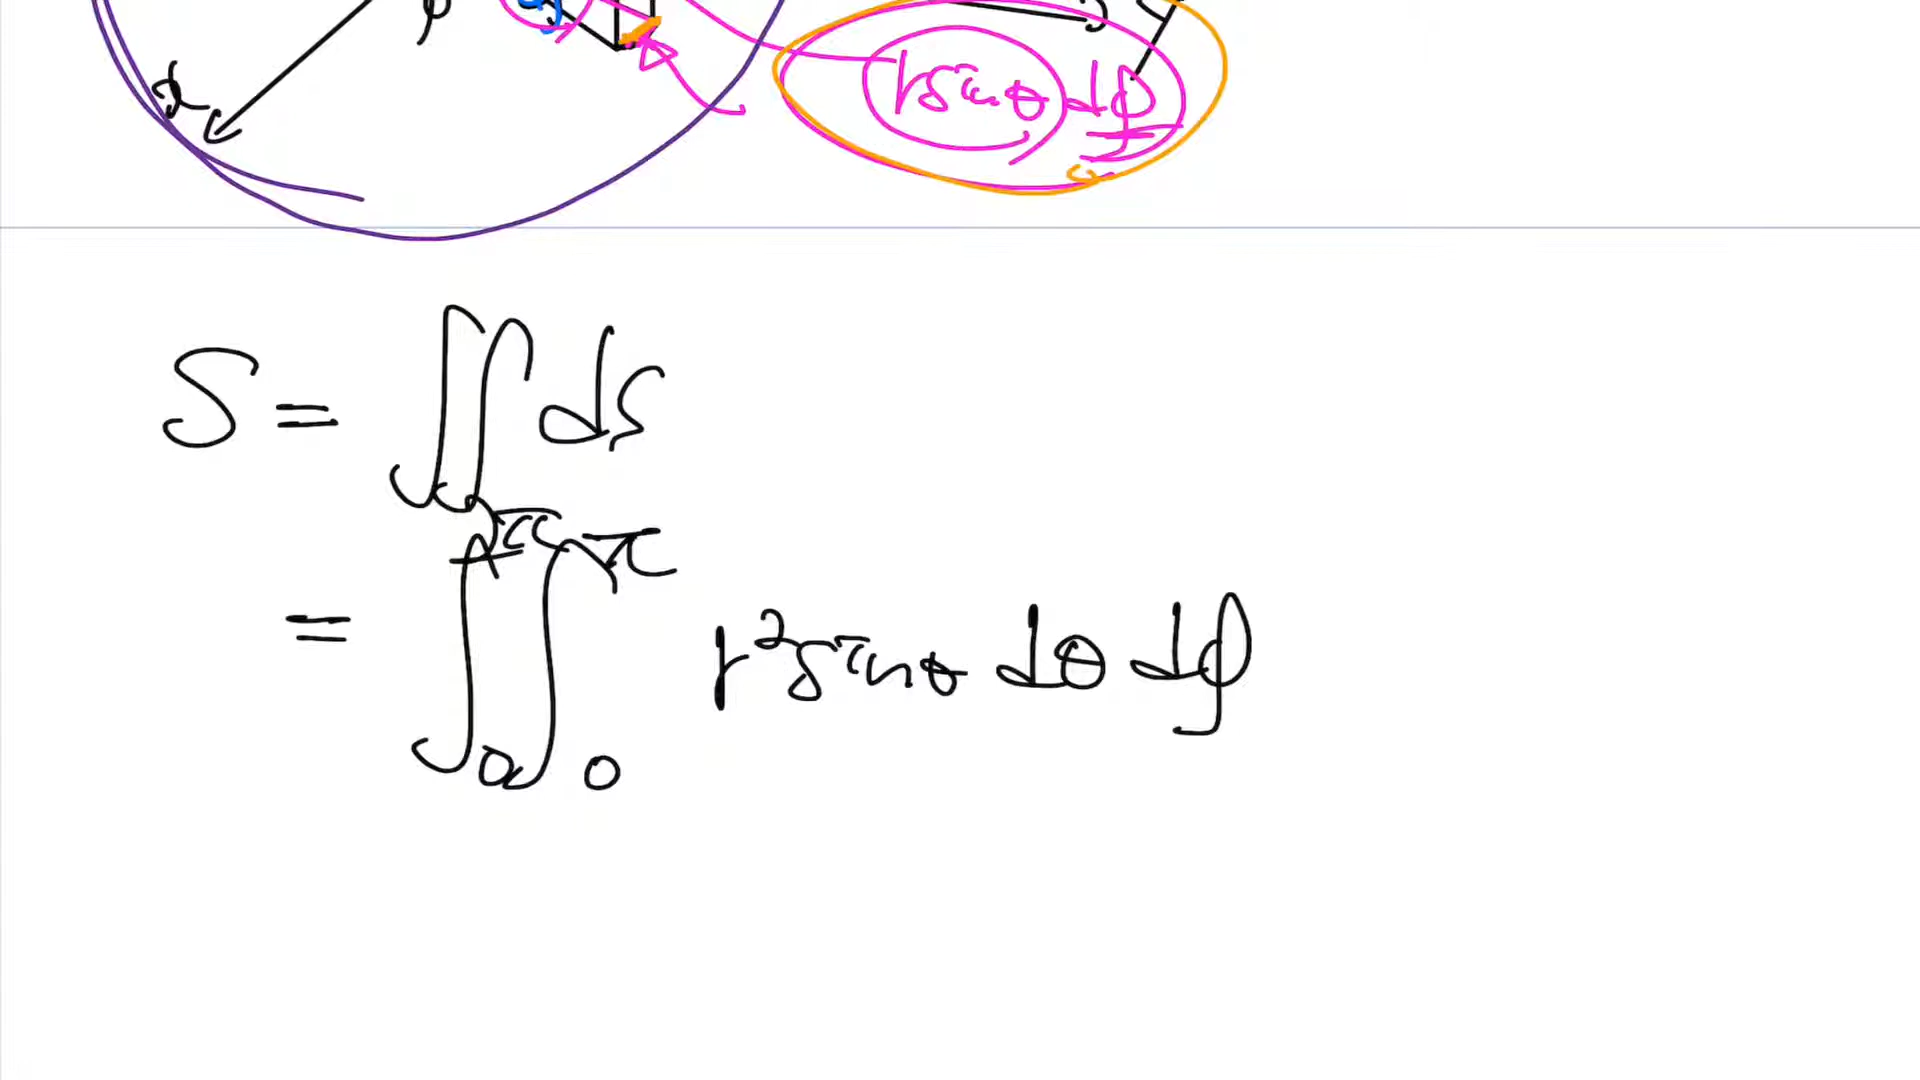 x
r sinθ dφ
S = ∬ ds
= ∫₀^2π ∫₀^π r² sinθ dθ dφ